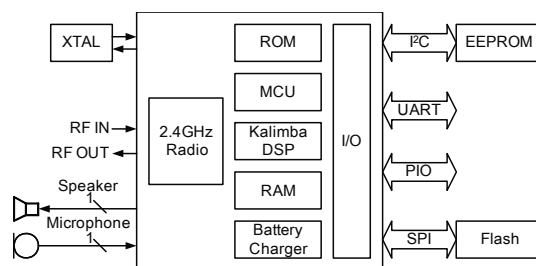 XTAL
RF IN
RF OUT
Speaker
1
Microphone
1
2.4GHz
Radio
ROM
MCU
Kalimba
DSP
RAM
Battery
Charger
I/O
I²C
EEPROM
UART
PIO
SPI
Flash